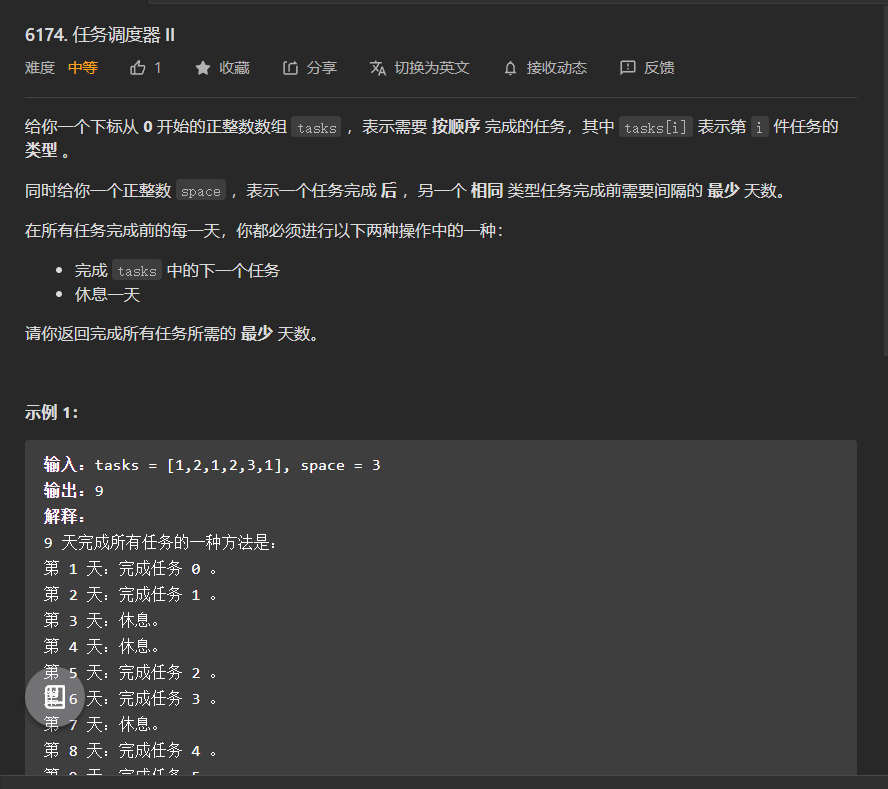 6174. 任务调度器 II
难度 中等 1 收藏 分享 切换为英文 接收动态 反馈
给你一个下标从 0 开始的正整数数组 tasks ，表示需要 按顺序 完成的任务，其中 tasks[i] 表示第 i 件任务的
类型 。
同时给你一个正整数 space ，表示一个任务完成 后 ，另一个 相同 类型任务完成前需要间隔的 最少 天数。
在所有任务完成前的每一天，你都必须进行以下两种操作中的一种：
• 完成 tasks 中的下一个任务
• 休息一天
请你返回完成所有任务所需的 最少 天数。
示例 1：
输入：tasks = [1,2,1,2,3,1], space = 3
输出：9
解释：
9 天完成所有任务的一种方法是：
第 1 天：完成任务 0 。
第 2 天：完成任务 1 。
第 3 天：休息。
第 4 天：休息。
第 5 天：完成任务 2 。
6 天：完成任务 3 。
第 7 天：休息。
第 8 天：完成任务 4 。